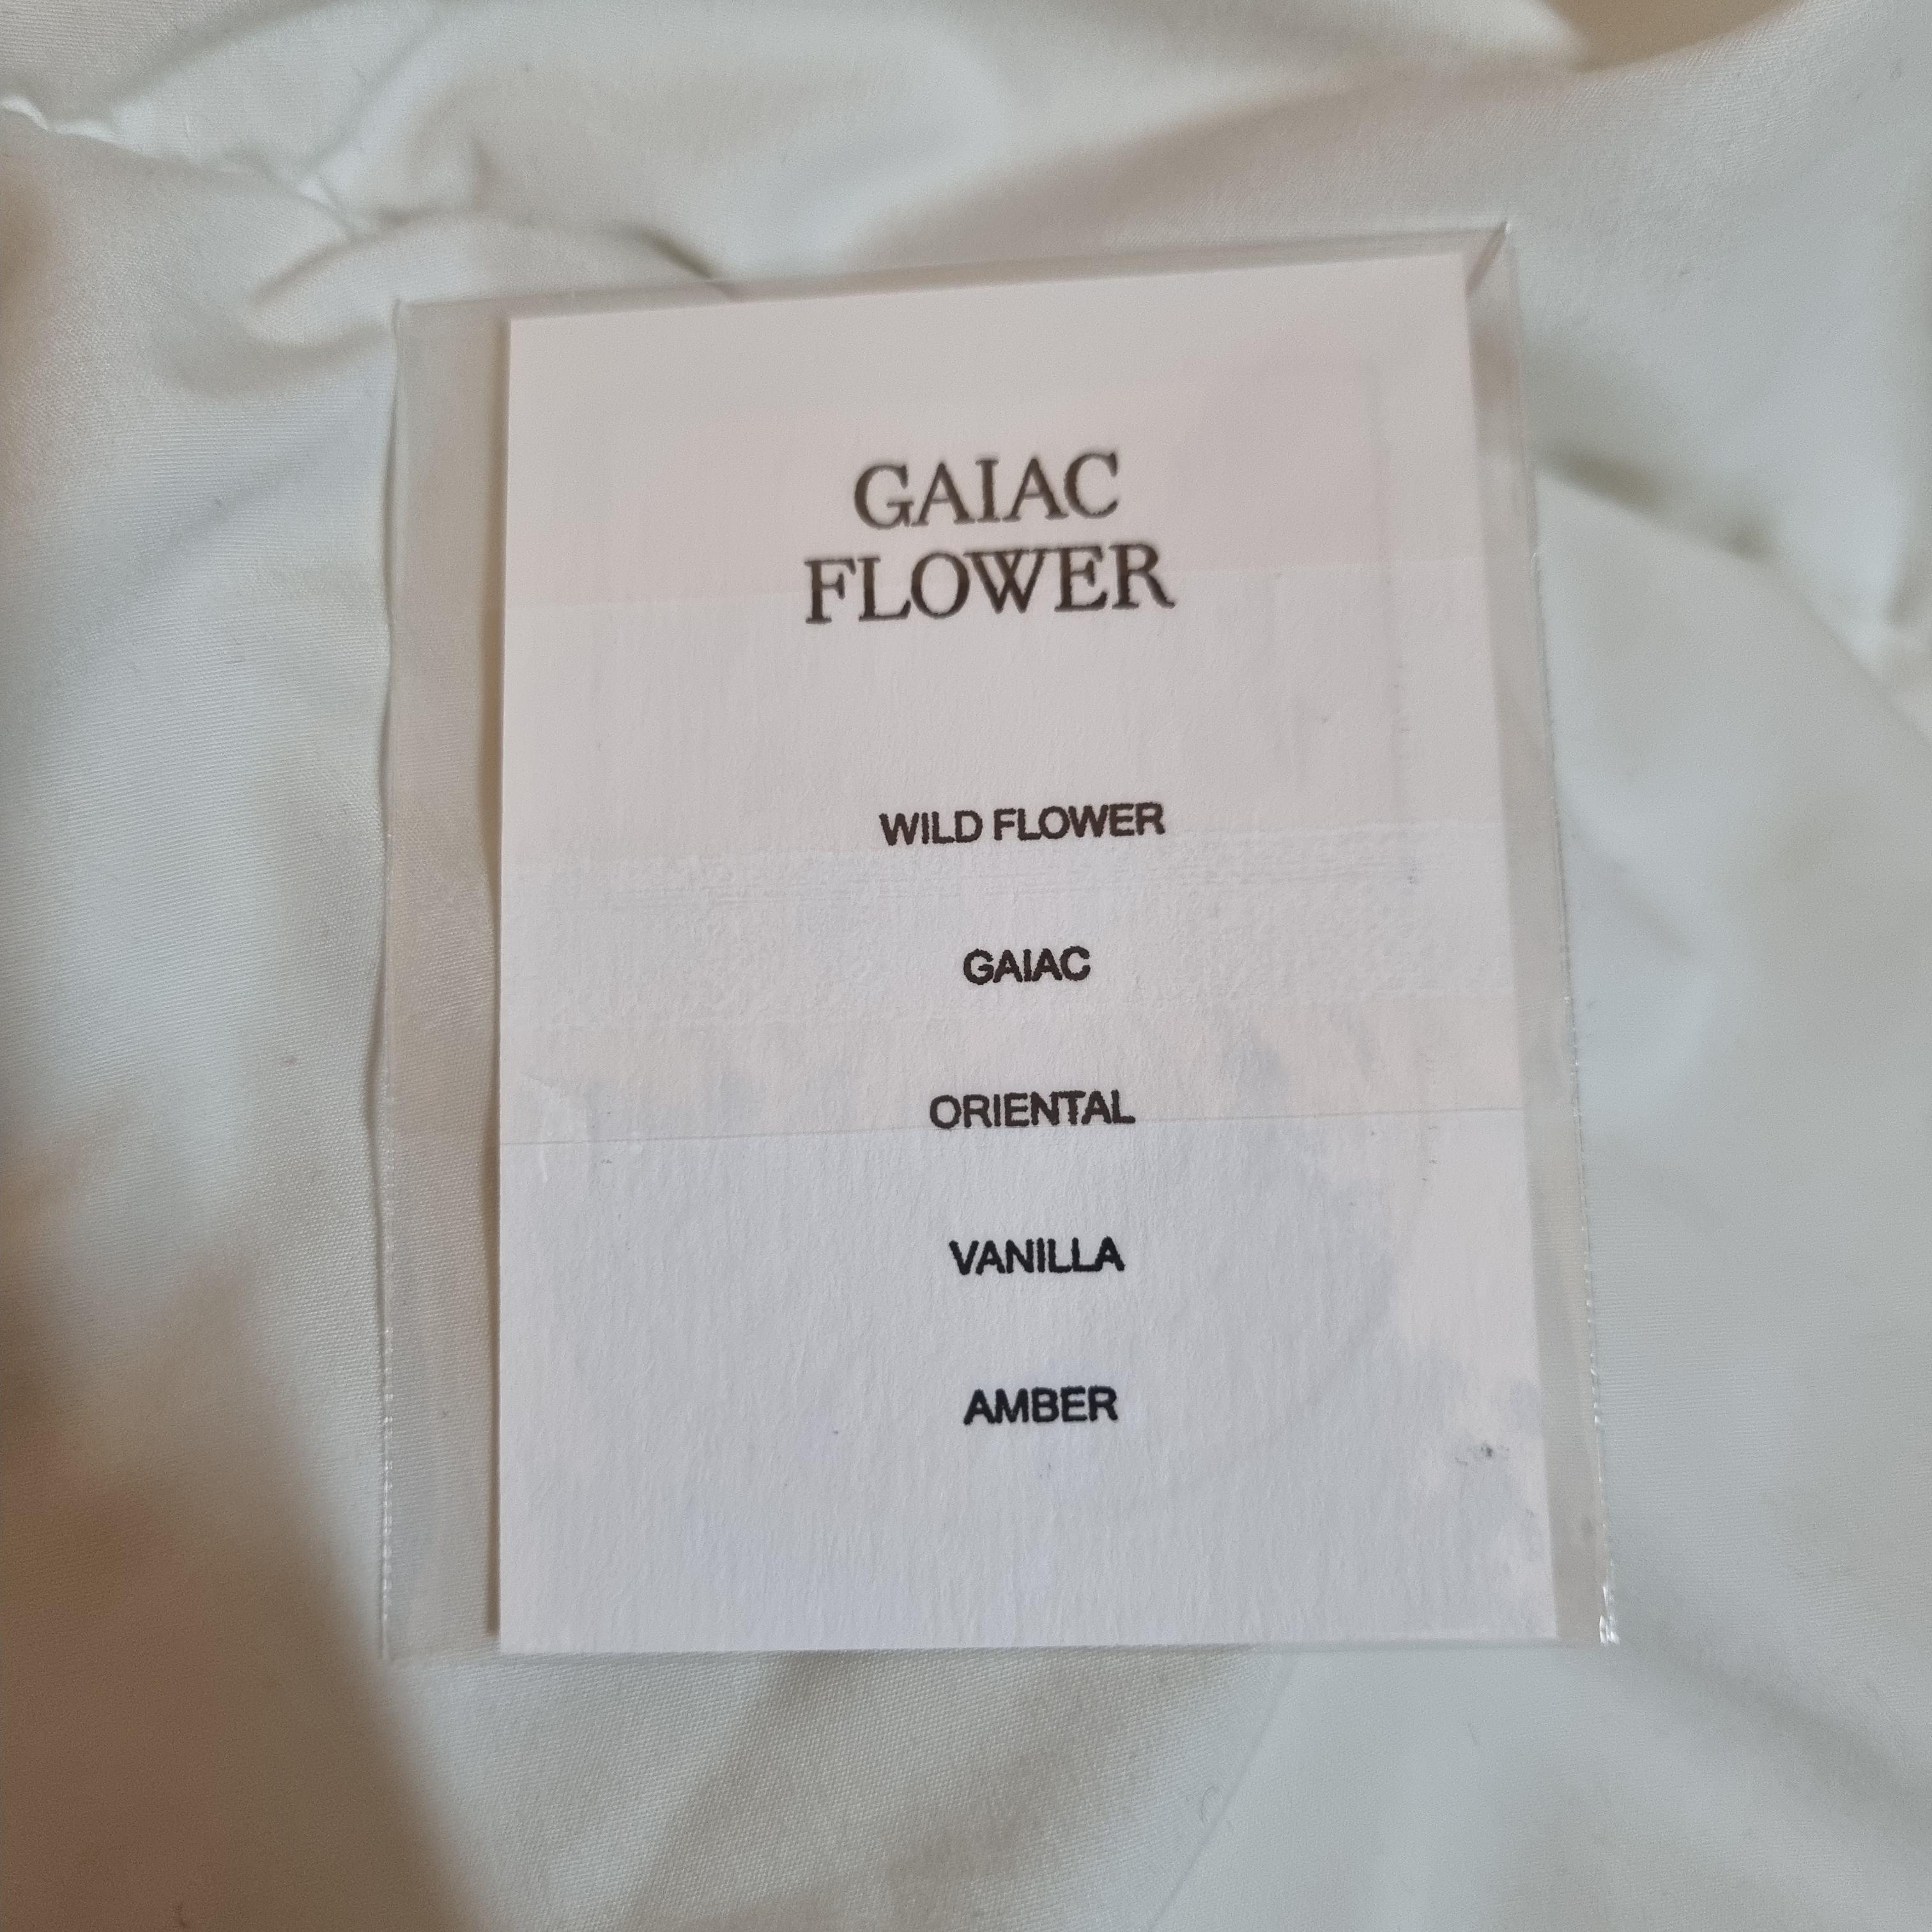 GAIAC
FLOWER
WILD FLOWER
GAIAC
ORIENTAL
VANILLA
AMBER